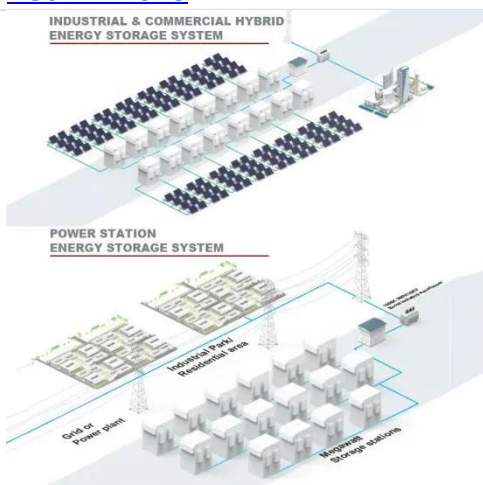 INDUSTRIAL & COMMERCIAL HYBRID
ENERGY STORAGE SYSTEM
POWER STATION
ENERGY STORAGE SYSTEM
Industrial Park/
Residential area
Grid or
Power plant
Megawatt
Storage stations